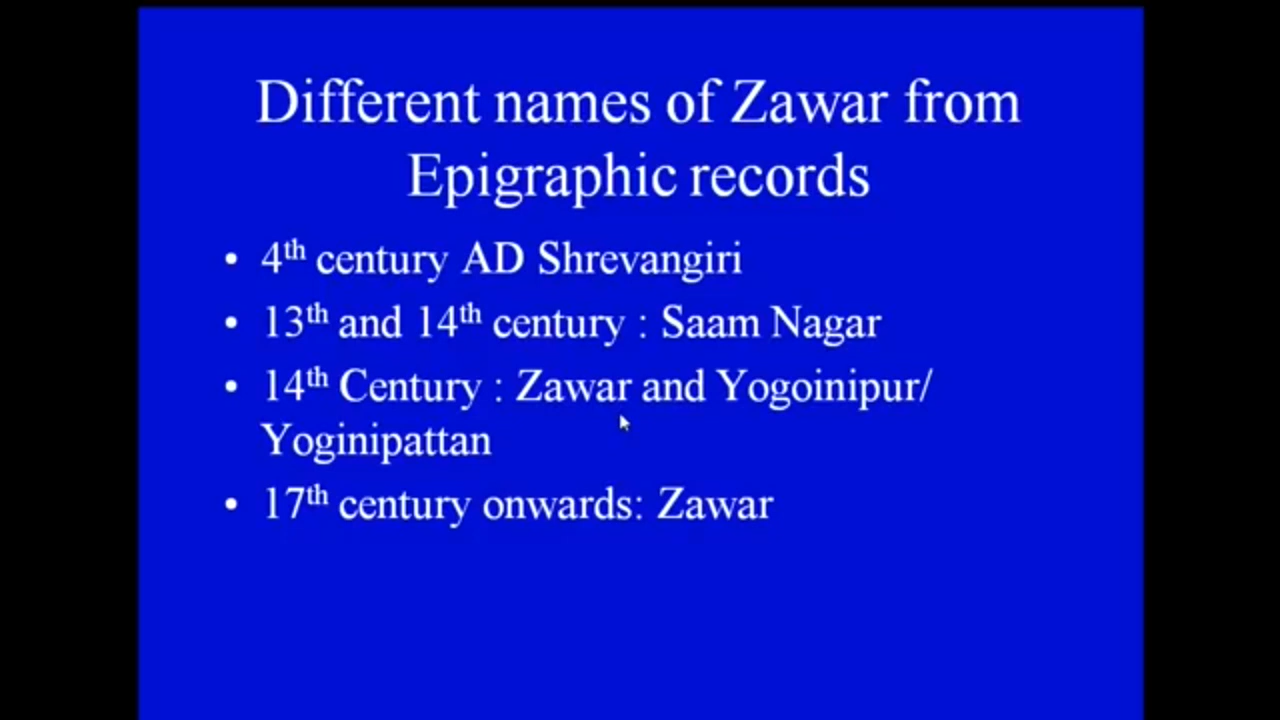 Different names of Zawar from
Epigraphic records
• 4th century AD Shrevangiri
• 13th and 14th century : Saam Nagar
• 14th Century : Zawar and Yogoinipur/
Yoginipattan
• 17th century onwards: Zawar